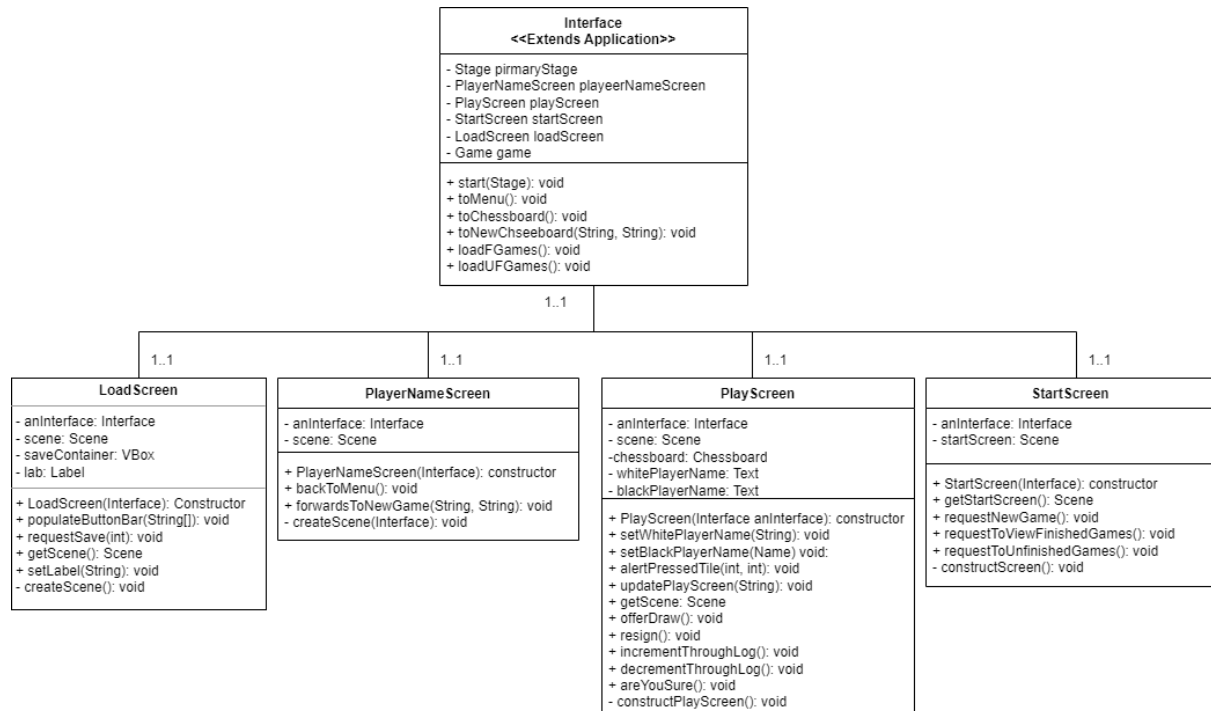 Interface
<<Extends Application>>
- Stage pirmaryStage
- PlayerNameScreen playeerNameScreen
- PlayScreen playScreen
- StartScreen startScreen
- LoadScreen loadScreen
- Game game
+ start(Stage): void
+ toMenu(): void
+ toChessboard(): void
+ toNewChseeboard(String, String): void
+ loadFGames(): void
+ loadUFGames(): void
1..1
1..1
1..1
1..1
1..1
LoadScreen
- anInterface: Interface
- scene: Scene
- saveContainer: VBox
- lab: Label
+ LoadScreen(Interface): Constructor
+ populateButtonBar(String[]): void
+ requestSave(int): void
+ getScene(): Scene
+ setLabel(String): void
- createScene(): void
PlayerNameScreen
- anInterface: Interface
- scene: Scene
+ PlayerNameScreen(Interface): constructor
+ backToMenu(): void
+ forwardsToNewGame(String, String): void
- createScene(Interface): void
PlayScreen
- anInterface: Interface
- scene: Scene
-chessboard: Chessboard
- whitePlayerName: Text
- blackPlayerName: Text
+ PlayScreen(Interface anInterface): constructor
+ setWhitePlayerName(String): void
+ setBlackPlayerName(Name) void:
+ alertPressedTile(int, int): void
+ updatePlayScreen(String): void
+ getScene: Scene
+ offerDraw(): void
+ resign(): void
+ incrementThroughLog(): void
+ decrementThroughLog(): void
+ areYouSure(): void
- constructPlayScreen(): void
StartScreen
- anInterface: Interface
- startScreen: Scene
+ StartScreen(Interface): constructor
+ getStartScreen(): Scene
+ requestNewGame(): void
+ requestToViewFinishedGames(): void
+ requestToUnfinishedGames(): void
- constructScreen(): void